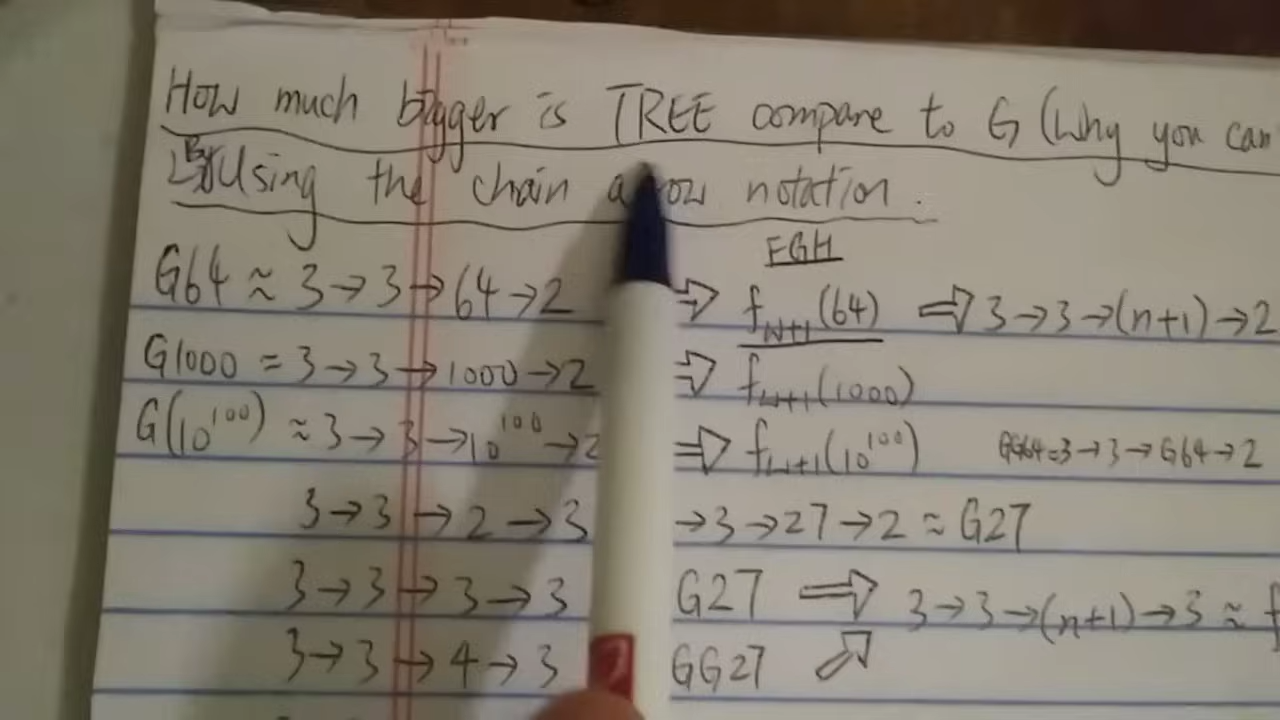 How much bigger is TREE compare to G (Why you can
By Using the chain arrow notation.
FGH
G64 ≈ 3→3→64→2 ⇒ f_{w+1}(64) ⇒ 3→3→(n+1)→2
G1000 = 3→3→1000→2 ⇒ f_{w+1}(1000)
G(10^100) ≈ 3→3→10^100→2 ⇒ f_{w+1}(10^100) GG64=3→3→G64→2
3→3→2→3 →3→27→2 ≈ G27
3→3→3→3 G27 ⇒ 3→3→(n+1)→3 ≈ f
3→3→4→3 GG27 ⇒